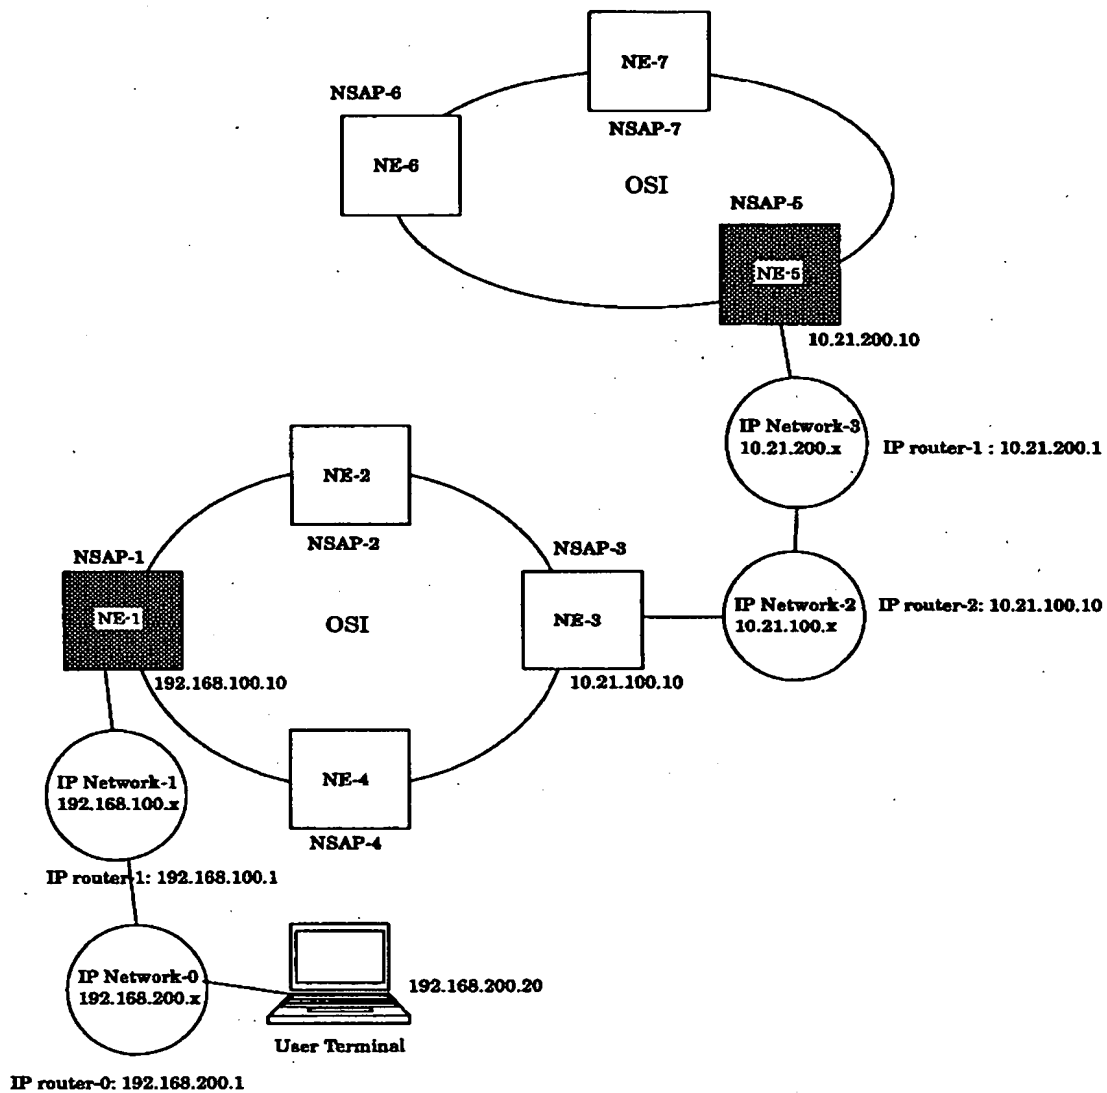 NE-7
NSAP-6
NSAP-7
NE-6
OSI
NSAP-5
NE-5
10.21.200.10
IP Network-3
10.21.200.x
IP router-1 : 10.21.200.1
NE-2
NSAP-2
NSAP-1
NSAP-3
NE-1
OSI
NE-3
IP Network-2
10.21.100.x
IP router-2: 10.21.100.10
192.168.100.10
10.21.100.10
NE-4
IP Network-1
192.168.100.x
NSAP-4
IP router-1: 192.168.100.1
IP Network-0
192.168.200.x
192.168.200.20
User Terminal
IP router-0: 192.168.200.1